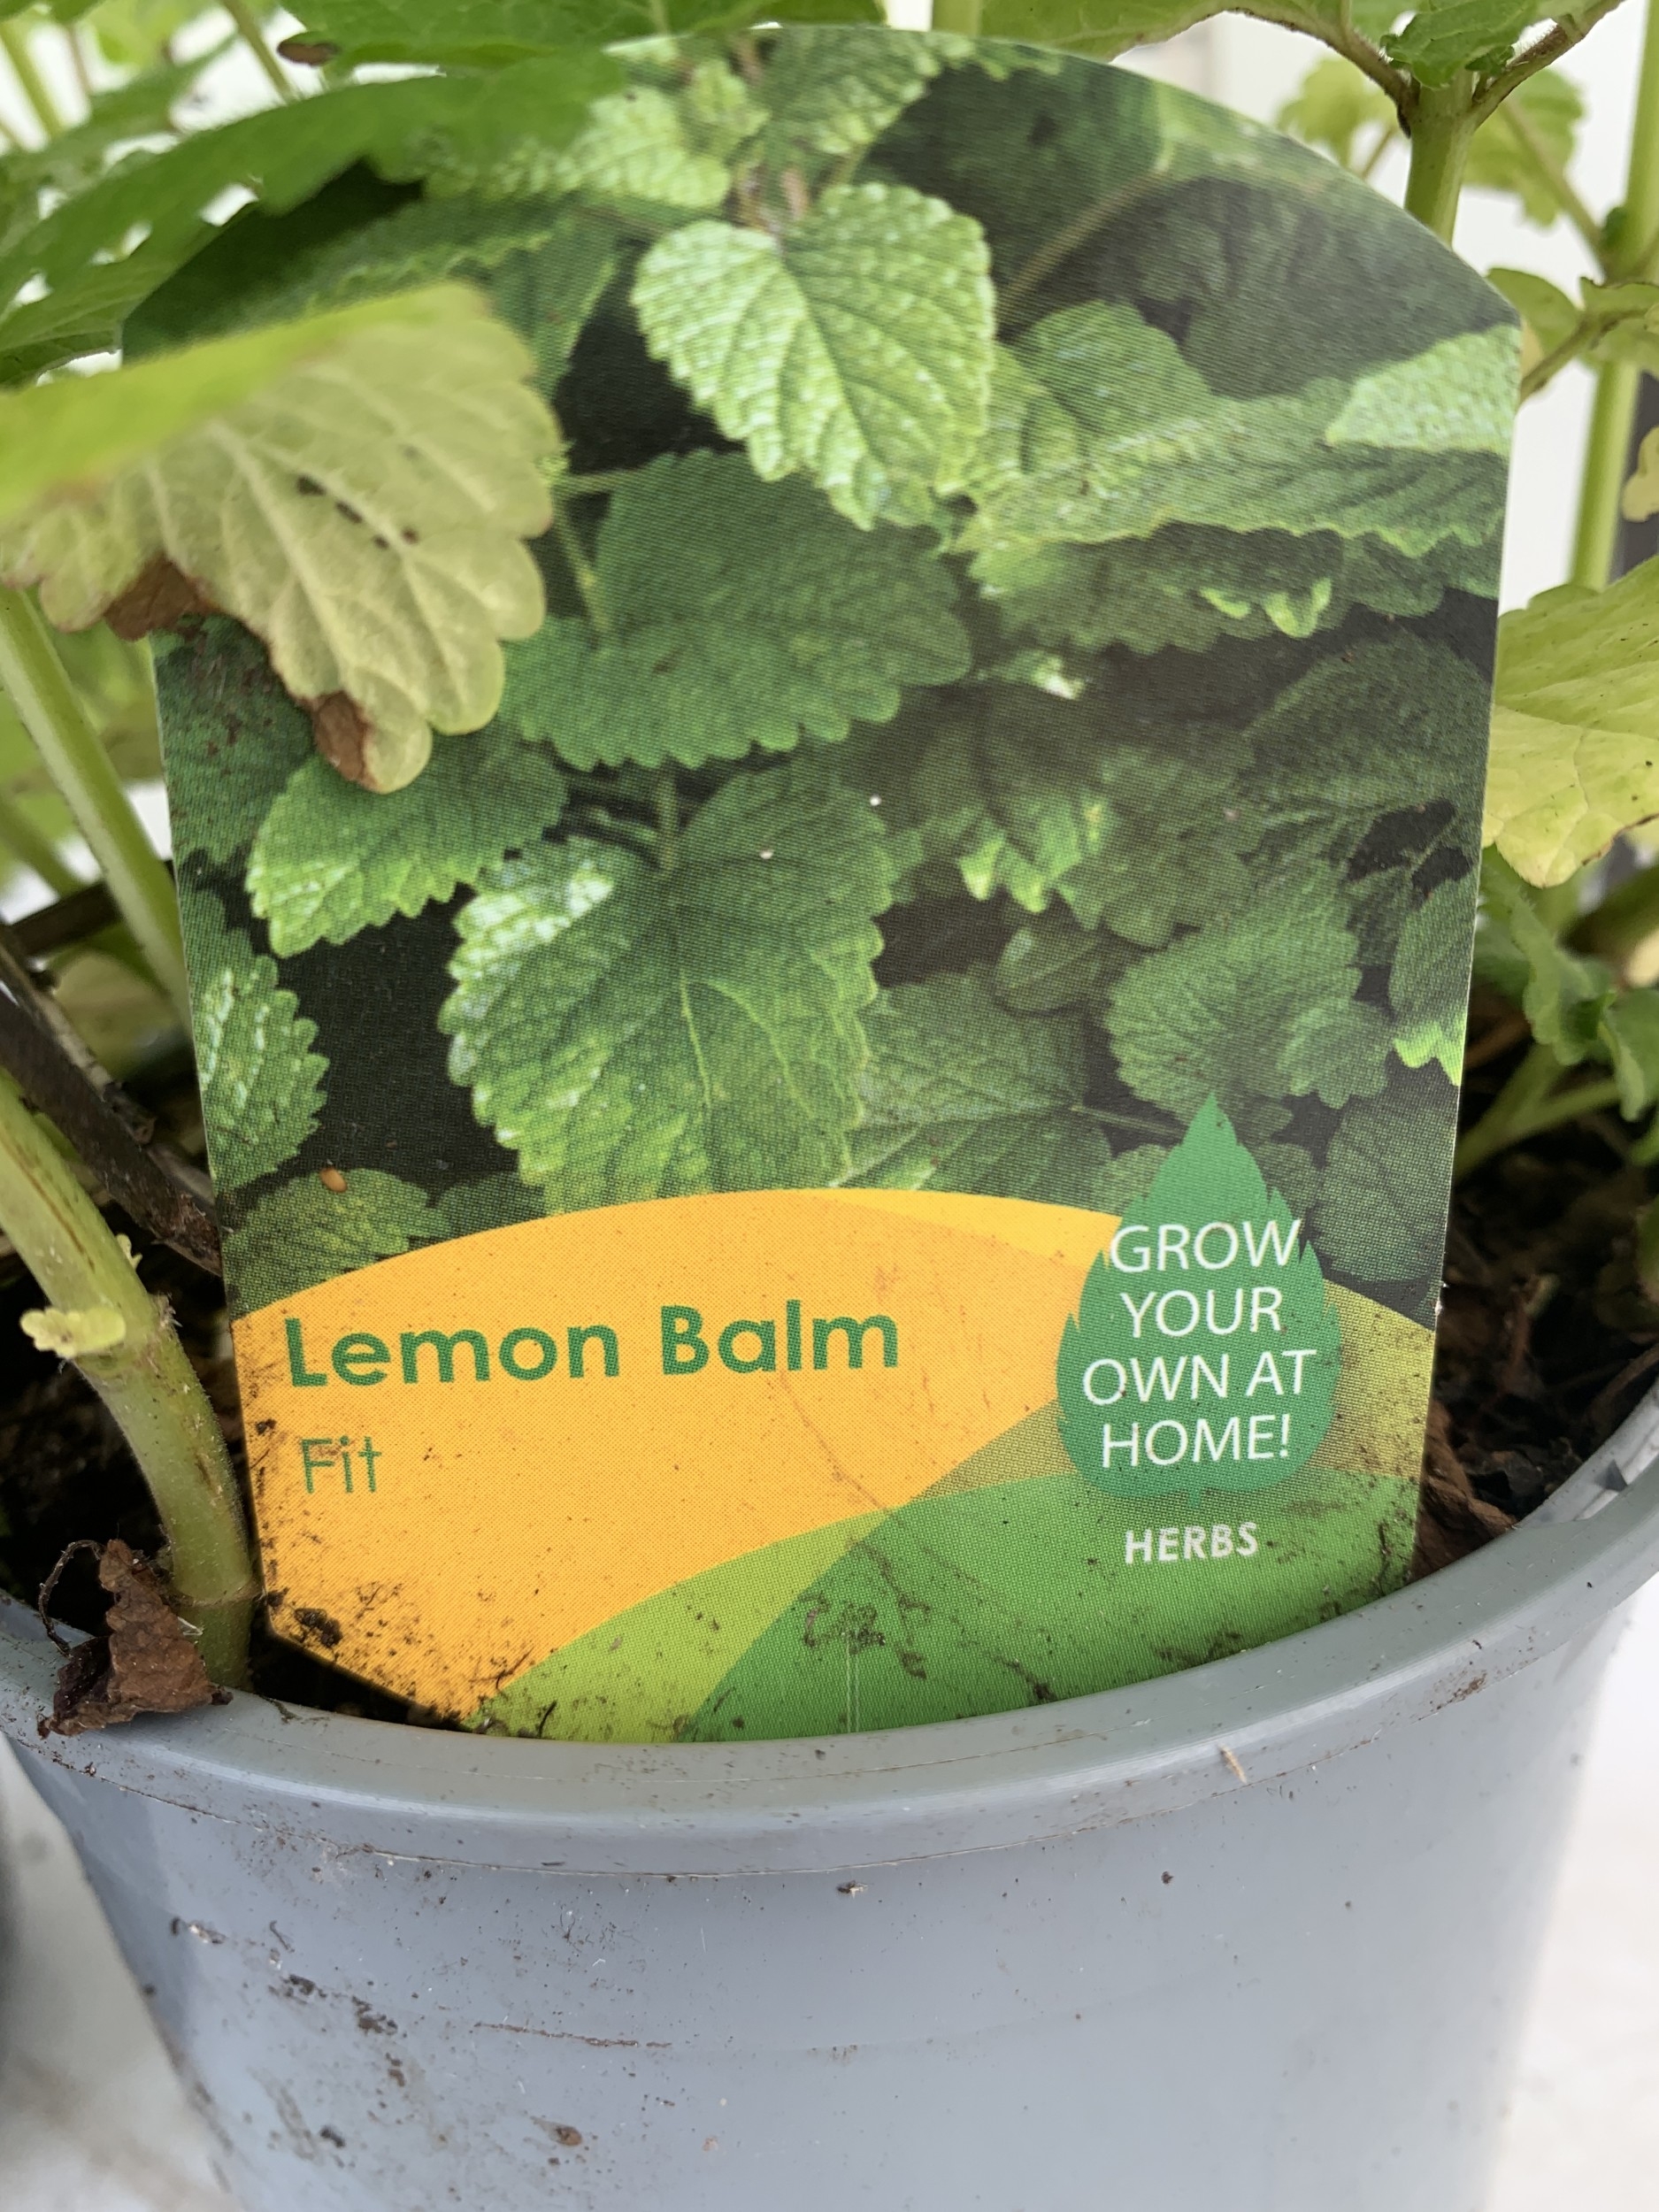 Lemon Balm
Fit
GROW
YOUR
OWN AT
HOME!
HERBS